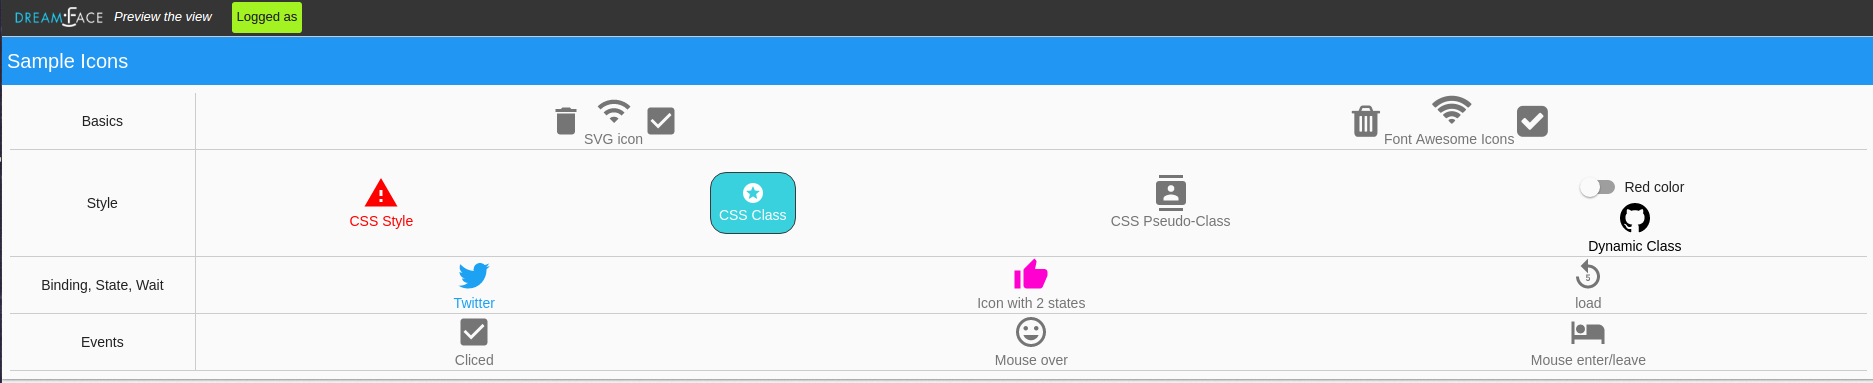 DREAMFACE Preview the view Logged as
Sample Icons
Basics
SVG icon
Font Awesome Icons
Style
CSS Style
CSS Class
CSS Pseudo-Class
Red color
Dynamic Class
Binding, State, Wait
Twitter
Icon with 2 states
5
load
Events
Cliced
Mouse over
Mouse enter/leave